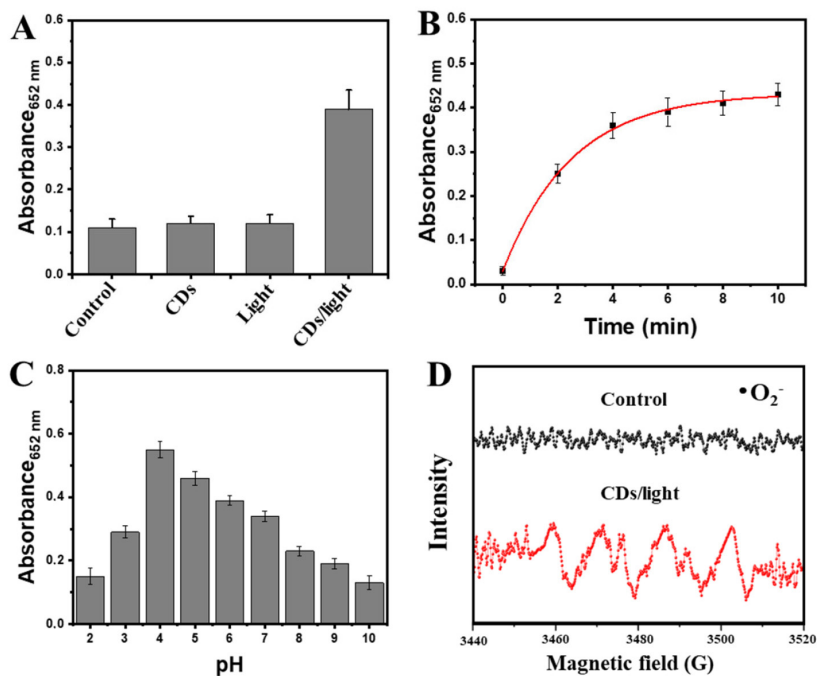 A
Absorbance652 nm
0.6
0.5
0.4
0.3
0.2
0.1
0.0
Control
CDs
Light
CDs/light
B
Absorbance652 nm
0.6
0.5
0.4
0.3
0.2
0.1
0.0
0 2 4 6 8 10
Time (min)
C
Absorbance652 nm
0.8
0.6
0.4
0.2
0.0
2 3 4 5 6 7 8 9 10
pH
D
•O2-
Control
CDs/light
Intensity
3440 3460 3480 3500 3520
Magnetic field (G)